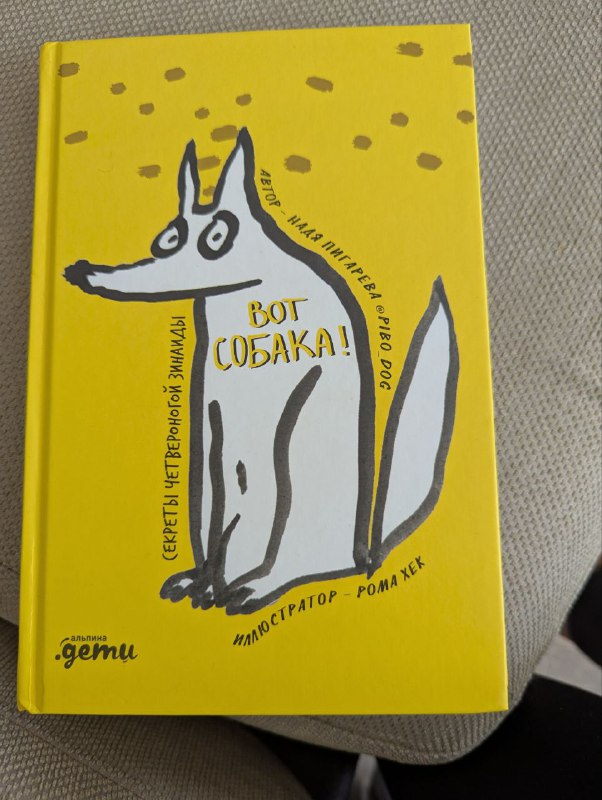 АВТОР – НАДЯ ПИГАРЕВА @PIBO_DOG
ВОТ
СОБАКА!
СЕКРЕТЫ ЧЕТВЕРОНОГОЙ ЗИНАИДЫ
ИЛЛЮСТРАТОР – РОМА ХЕК
альпина
.дети